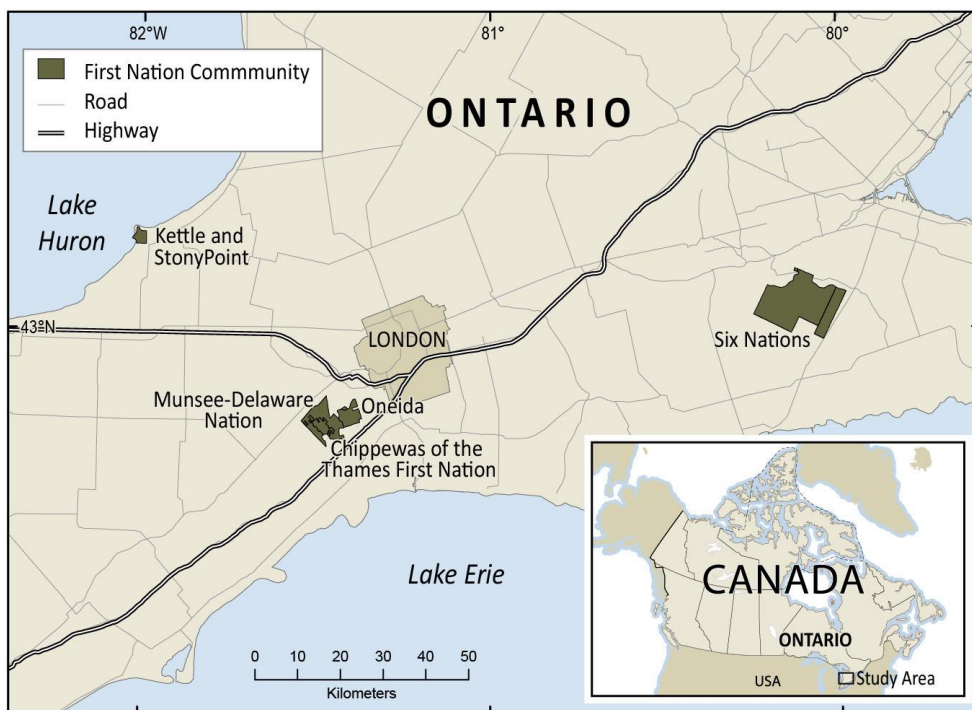 82°W
81°
80°
First Nation Commmunity
Road
Highway
ONTARIO
Lake
Huron
Kettle and
StonyPoint
43°N
LONDON
Six Nations
Munsee-Delaware
Nation
Oneida
Chippewas of the
Thames First Nation
Lake Erie
0 10 20 30 40 50
Kilometers
CANADA
ONTARIO
USA
Study Area